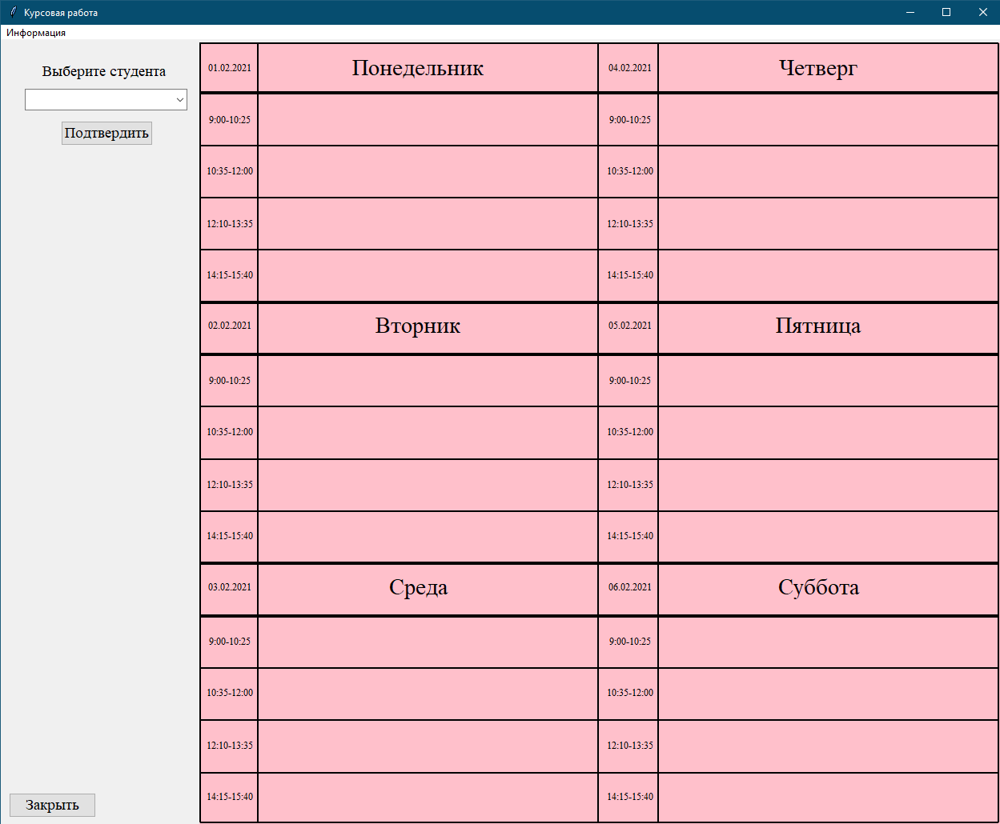 Курсовая работа
Информация
Выберите студента
Подтвердить
Закрыть
01.02.2021 Понедельник 04.02.2021 Четверг
9:00-10:25 9:00-10:25
10:35-12:00 10:35-12:00
12:10-13:35 12:10-13:35
14:15-15:40 14:15-15:40
02.02.2021 Вторник 05.02.2021 Пятница
9:00-10:25 9:00-10:25
10:35-12:00 10:35-12:00
12:10-13:35 12:10-13:35
14:15-15:40 14:15-15:40
03.02.2021 Среда 06.02.2021 Суббота
9:00-10:25 9:00-10:25
10:35-12:00 10:35-12:00
12:10-13:35 12:10-13:35
14:15-15:40 14:15-15:40